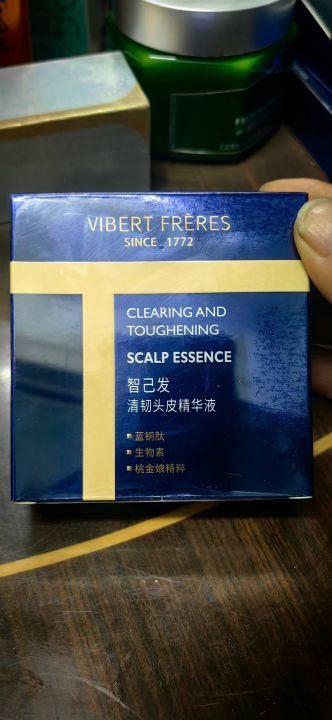 VIBERT FRÈRES
SINCE . 1772
CLEARING AND
TOUGHENING
SCALP ESSENCE
智己发
清韧头皮精华液
蓝铜肽
生物素
桃金娘精粹